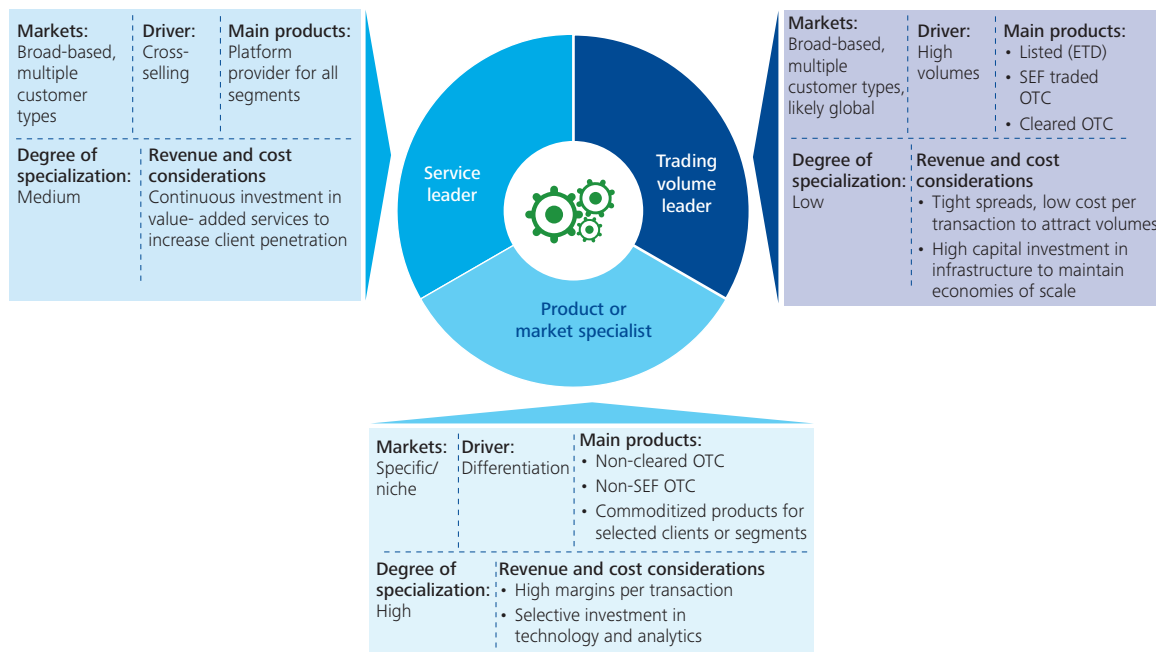 Markets:
Broad-based,
multiple
customer
types
Driver:
Cross-
selling
Main products:
Platform
provider for all
segments
Degree of
specialization:
Medium
Revenue and cost
considerations
Continuous investment in
value- added services to
increase client penetration
Service
leader
Trading
volume
leader
Product or
market specialist
Markets:
Broad-based,
multiple
customer types,
likely global
Driver:
High
volumes
Main products:
• Listed (ETD)
• SEF traded
OTC
• Cleared OTC
Degree of
specialization:
Low
Revenue and cost
considerations
• Tight spreads, low cost per
transaction to attract volumes
• High capital investment in
infrastructure to maintain
economies of scale
Markets:
Specific/
niche
Driver:
Differentiation
Main products:
• Non-cleared OTC
• Non-SEF OTC
• Commoditized products for
selected clients or segments
Degree of
specialization:
High
Revenue and cost considerations
• High margins per transaction
• Selective investment in
technology and analytics